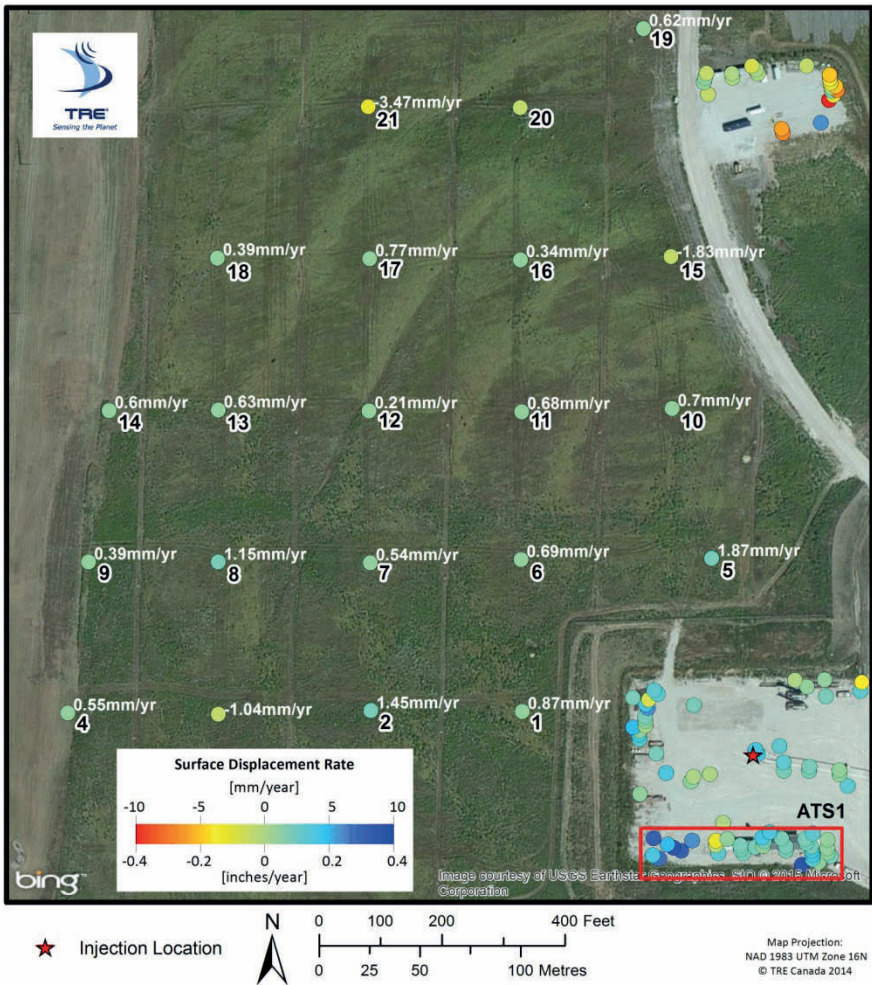 0.62mm/yr
19
TRE®
Sensing the Planet
-3.47mm/yr
21
20
0.39mm/yr
18
0.77mm/yr
17
0.34mm/yr
16
-1.83mm/yr
15
0.6mm/yr
14
0.63mm/yr
13
0.21mm/yr
12
0.68mm/yr
11
0.7mm/yr
10
0.39mm/yr
9
1.15mm/yr
8
0.54mm/yr
7
0.69mm/yr
6
1.87mm/yr
5
0.55mm/yr
4
-1.04mm/yr
1.45mm/yr
2
0.87mm/yr
1
Surface Displacement Rate
[mm/year]
-10 -5 0 5 10
-0.4 -0.2 0 0.2 0.4
[inches/year]
ATS1
bing™
Image courtesy of USGS Earthstar Geographics SIO © 2015 Microsoft
Corporation
Injection Location
N
0 100 200 400 Feet
0 25 50 100 Metres
Map Projection:
NAD 1983 UTM Zone 16N
© TRE Canada 2014